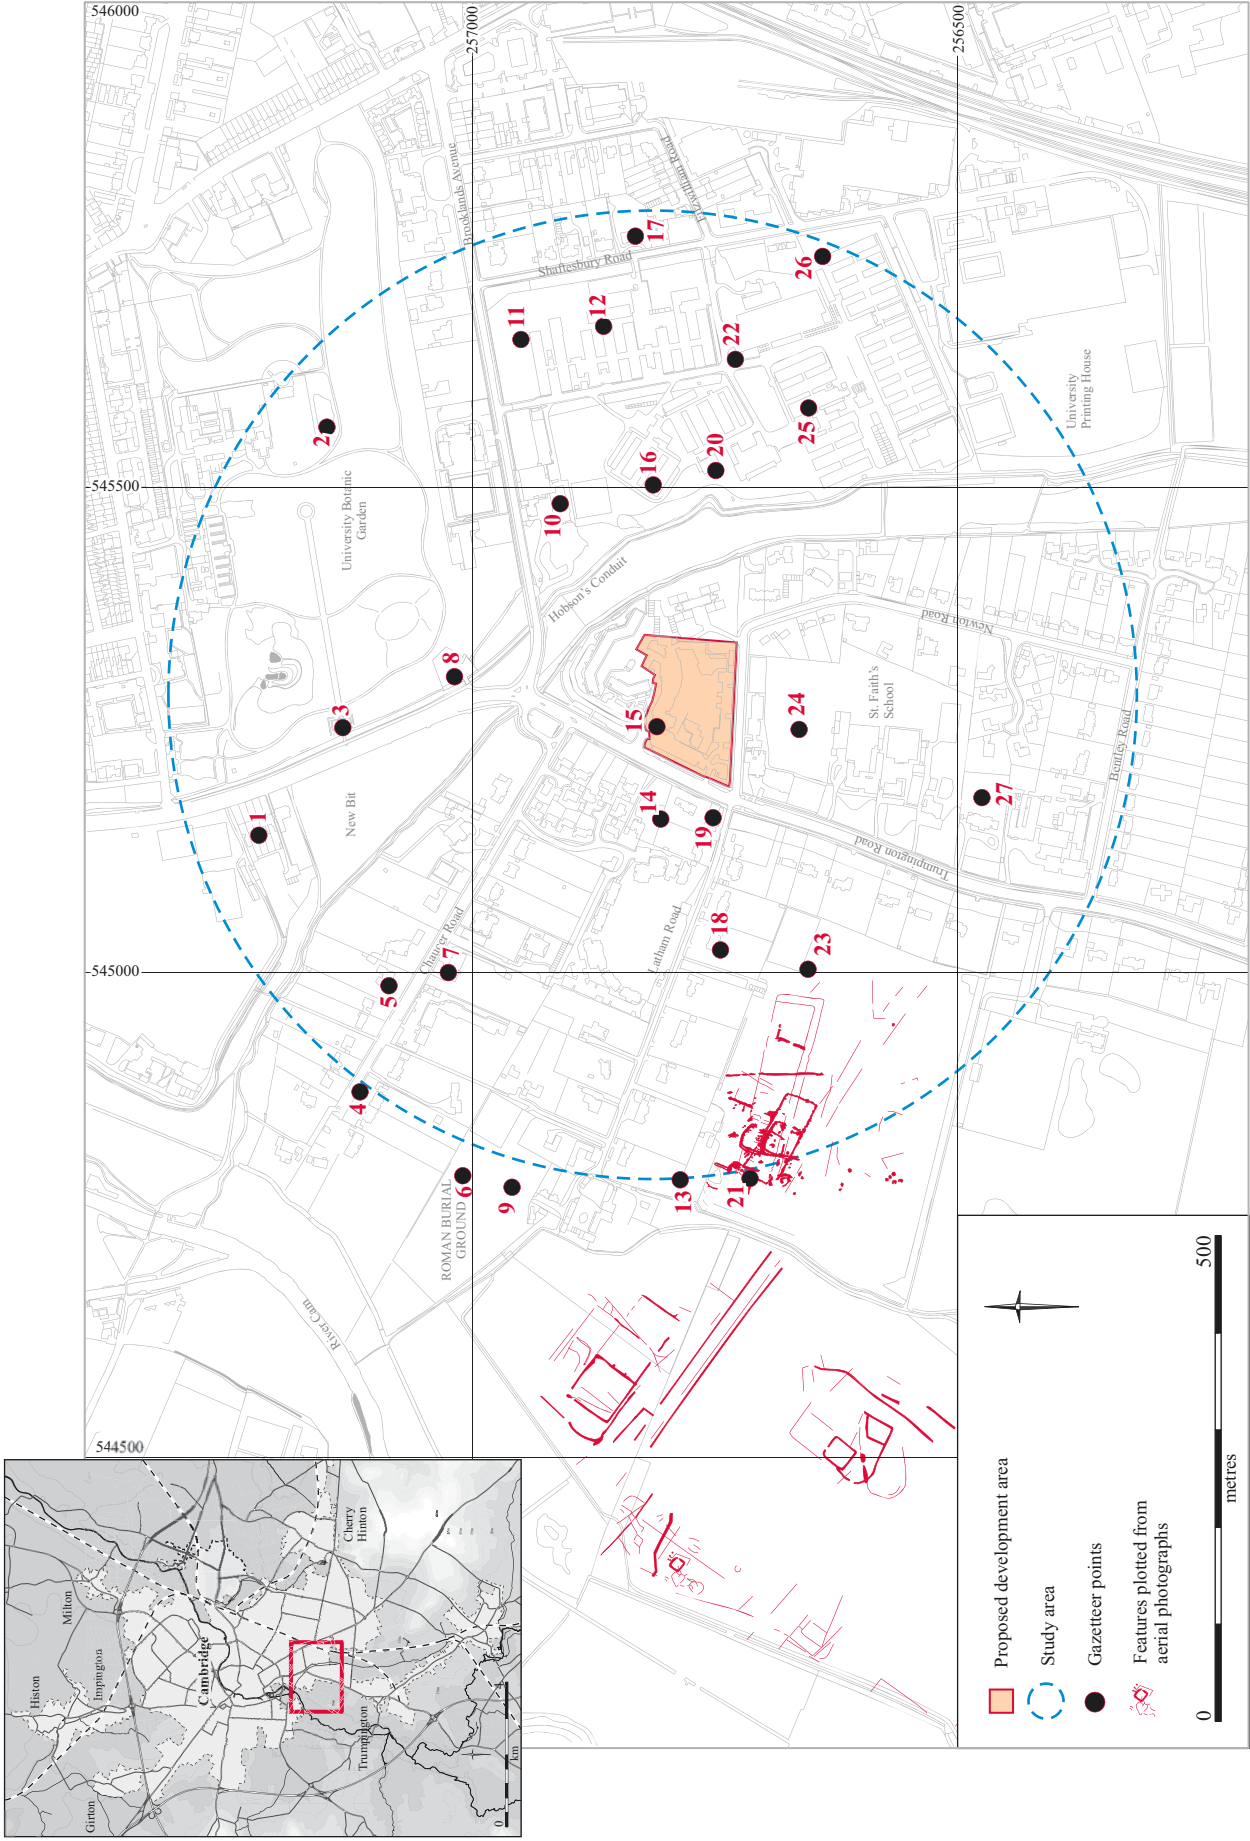 546000
257000
256500
545500
545000
544500
Brooklands Avenue
Fitzwilliam Road
Shaftesbury Road
University Botanic
Garden
University
Printing House
Hobson's Conduit
Newton Road
St. Faith's
School
Bentley Road
Trumpington Road
New Bit
Chaucer Road
Latham Road
ROMAN BURIAL
GROUND
River Cam
1
2
3
4
5
6
7
8
9
10
11
12
13
14
15
16
17
18
19
20
21
22
23
24
25
26
27
Histon
Impington
Milton
Girton
Cambridge
Cherry
Hinton
Trumpington
0
km
Proposed development area
Study area
Gazetteer points
Features plotted from
aerial photographs
0
500
metres